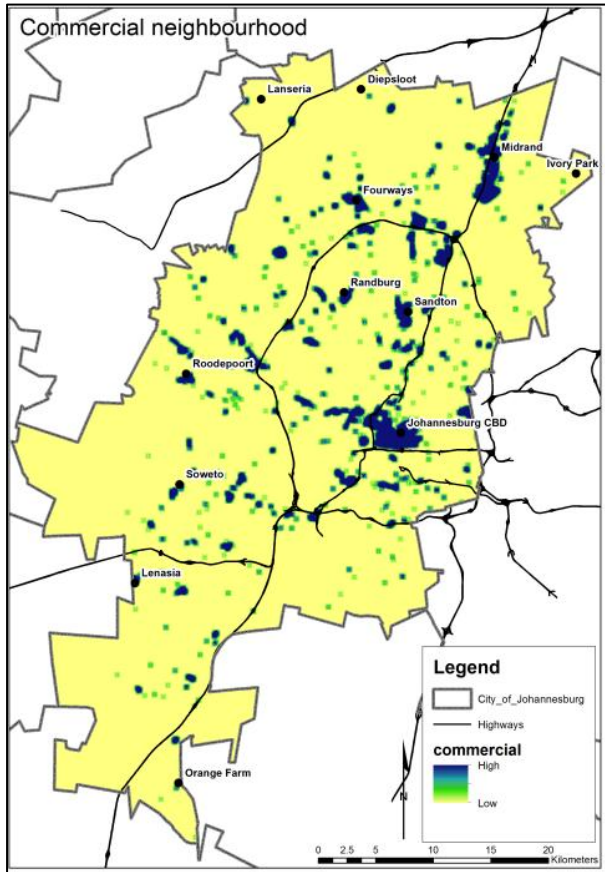 Commercial neighbourhood
Diepsloot
Lanseria
Midrand
Ivory Park
Fourways
Randburg
Sandton
Roodepoort
Johannesburg CBD
Soweto
Lenasia
Orange Farm
Legend
City_of_Johannesburg
Highways
commercial
High
Low
N
0 2.5 5 10 15 20
Kilometers